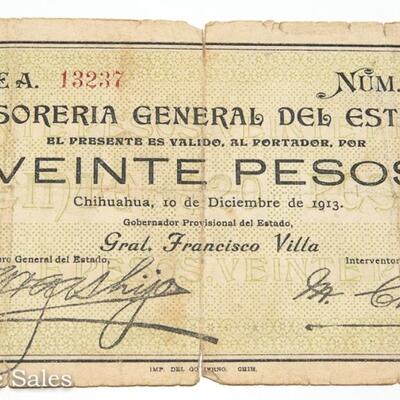 E A. 13237 NÚM.
SORERIA GENERAL DEL EST
EL PRESENTE ES VALIDO, AL PORTADOR, POR
VEINTE PESOS
Chihuahua, 10 de Diciembre de 1913.
Gobernador Provisional del Estado,
Gral. Francisco Villa
ro General del Estado, Interventor
IMP. DEL GOBIERNO. CHIH.
e Sales